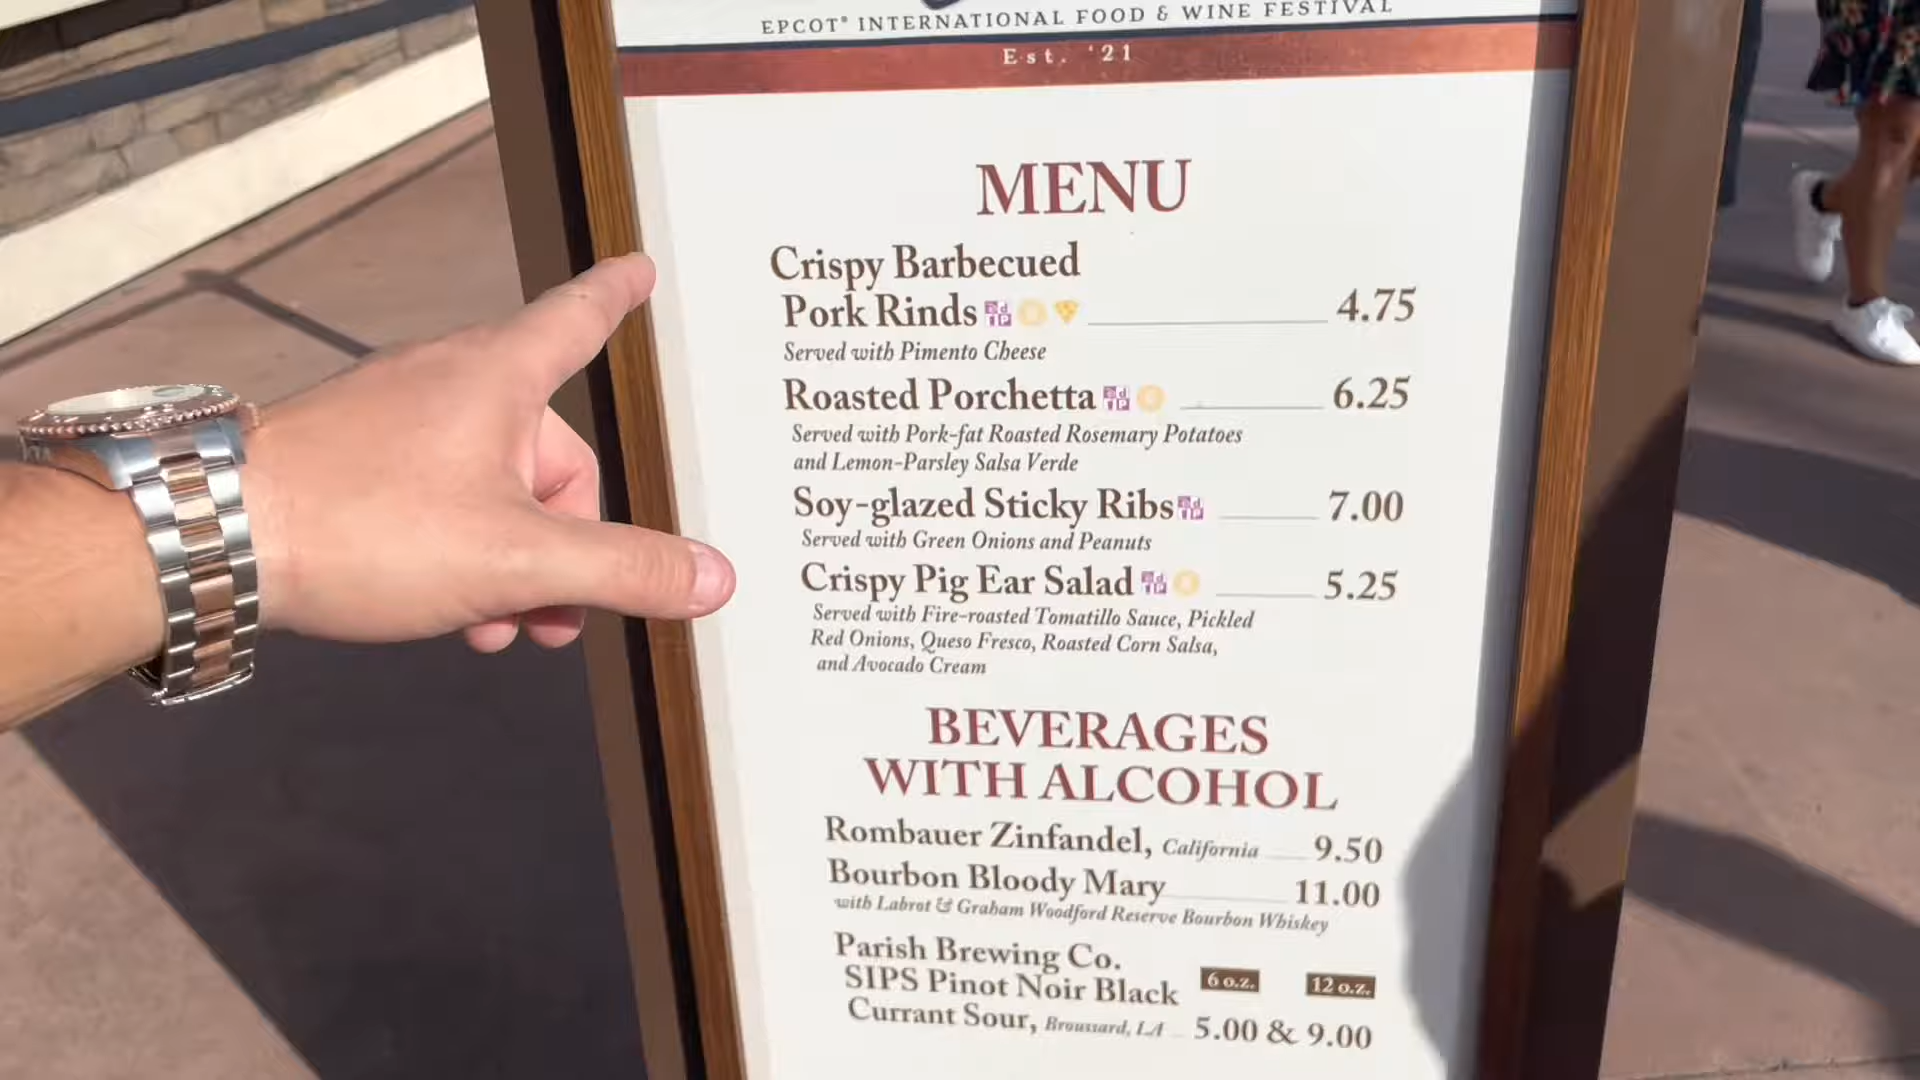 EPCOT® INTERNATIONAL FOOD & WINE FESTIVAL
Est. '21
MENU
Crispy Barbecued
Pork Rinds 4.75
Served with Pimento Cheese
Roasted Porchetta 6.25
Served with Pork-fat Roasted Rosemary Potatoes
and Lemon-Parsley Salsa Verde
Soy-glazed Sticky Ribs 7.00
Served with Green Onions and Peanuts
Crispy Pig Ear Salad 5.25
Served with Fire-roasted Tomatillo Sauce, Pickled
Red Onions, Queso Fresco, Roasted Corn Salsa,
and Avocado Cream
BEVERAGES
WITH ALCOHOL
Rombauer Zinfandel, California 9.50
Bourbon Bloody Mary 11.00
with Labrot & Graham Woodford Reserve Bourbon Whiskey
Parish Brewing Co.
SIPS Pinot Noir Black 6 o.z. 12 o.z.
Currant Sour, Broussard, LA 5.00 & 9.00